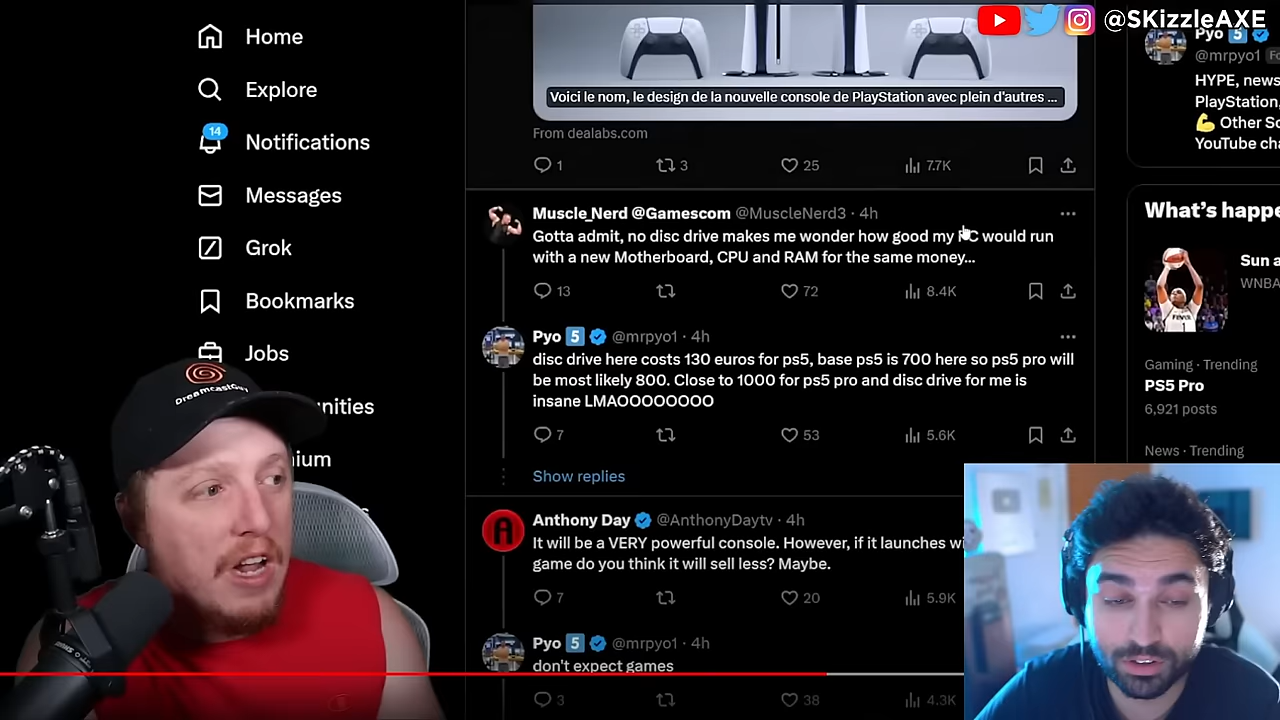 @SKizzleAXE
Home
Explore
14
Notifications
Messages
Grok
Bookmarks
Jobs
Voici le nom, le design de la nouvelle console de PlayStation avec plein d'autres ...
From dealabs.com
1
3
25
7.7K
Muscle_Nerd @Gamescom @MuscleNerd3 · 4h
Gotta admit, no disc drive makes me wonder how good my PC would run
with a new Motherboard, CPU and RAM for the same money...
13
72
8.4K
Pyo 5 @mrpyo1 · 4h
disc drive here costs 130 euros for ps5, base ps5 is 700 here so ps5 pro will
be most likely 800. Close to 1000 for ps5 pro and disc drive for me is
insane LMAOOOOOOOO
7
53
5.6K
Show replies
Anthony Day @AnthonyDaytv · 4h
It will be a VERY powerful console. However, if it launches wi
game do you think it will sell less? Maybe.
7
20
5.9K
Pyo 5 @mrpyo1 · 4h
don't expect games
3
38
4.3K
Pyo 5
@mrpyo1
HYPE, news
PlayStation,
Other So
YouTube cha
What's happe
Sun a
WNBA
Gaming · Trending
PS5 Pro
6,921 posts
News · Trending
DreamcastGuy